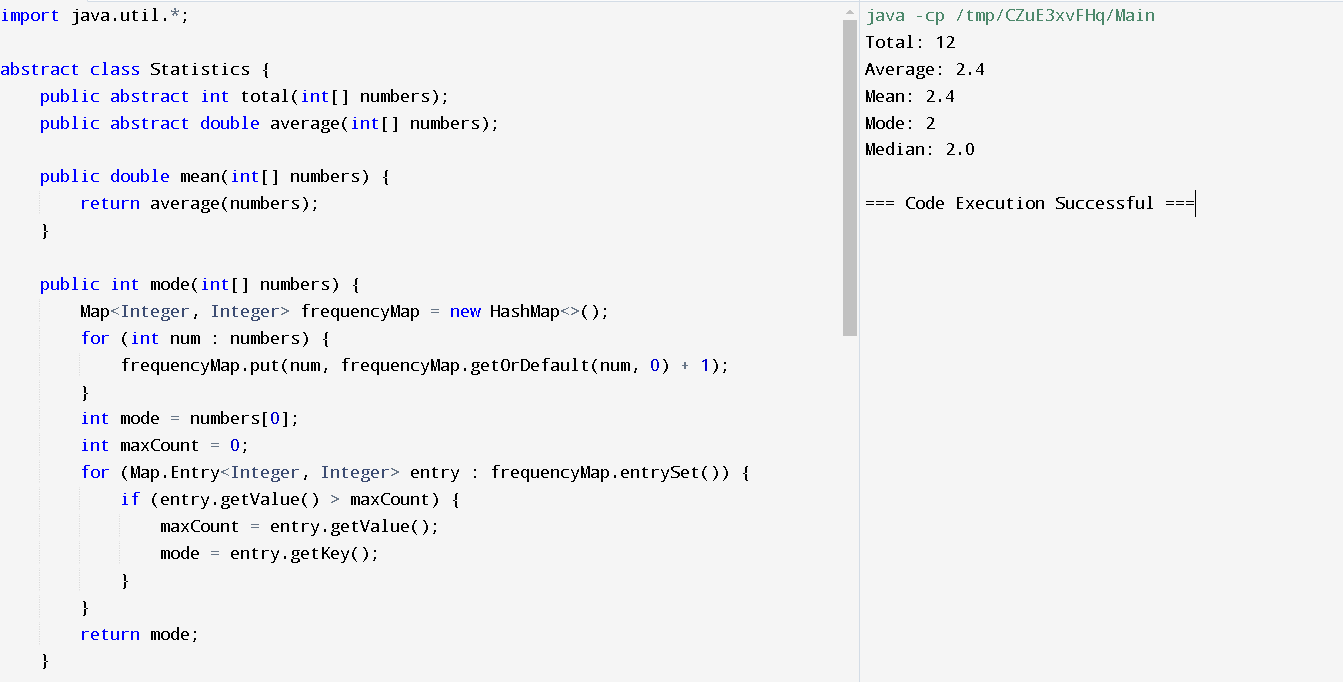 import java.util.*;
abstract class Statistics {
    public abstract int total(int[] numbers);
    public abstract double average(int[] numbers);
    public double mean(int[] numbers) {
        return average(numbers);
    }
    public int mode(int[] numbers) {
        Map<Integer, Integer> frequencyMap = new HashMap<>();
        for (int num : numbers) {
            frequencyMap.put(num, frequencyMap.getOrDefault(num, 0) + 1);
        }
        int mode = numbers[0];
        int maxCount = 0;
        for (Map.Entry<Integer, Integer> entry : frequencyMap.entrySet()) {
            if (entry.getValue() > maxCount) {
                maxCount = entry.getValue();
                mode = entry.getKey();
            }
        }
        return mode;
    }
java -cp /tmp/CZuE3xvFHq/Main
Total: 12
Average: 2.4
Mean: 2.4
Mode: 2
Median: 2.0
=== Code Execution Successful ===